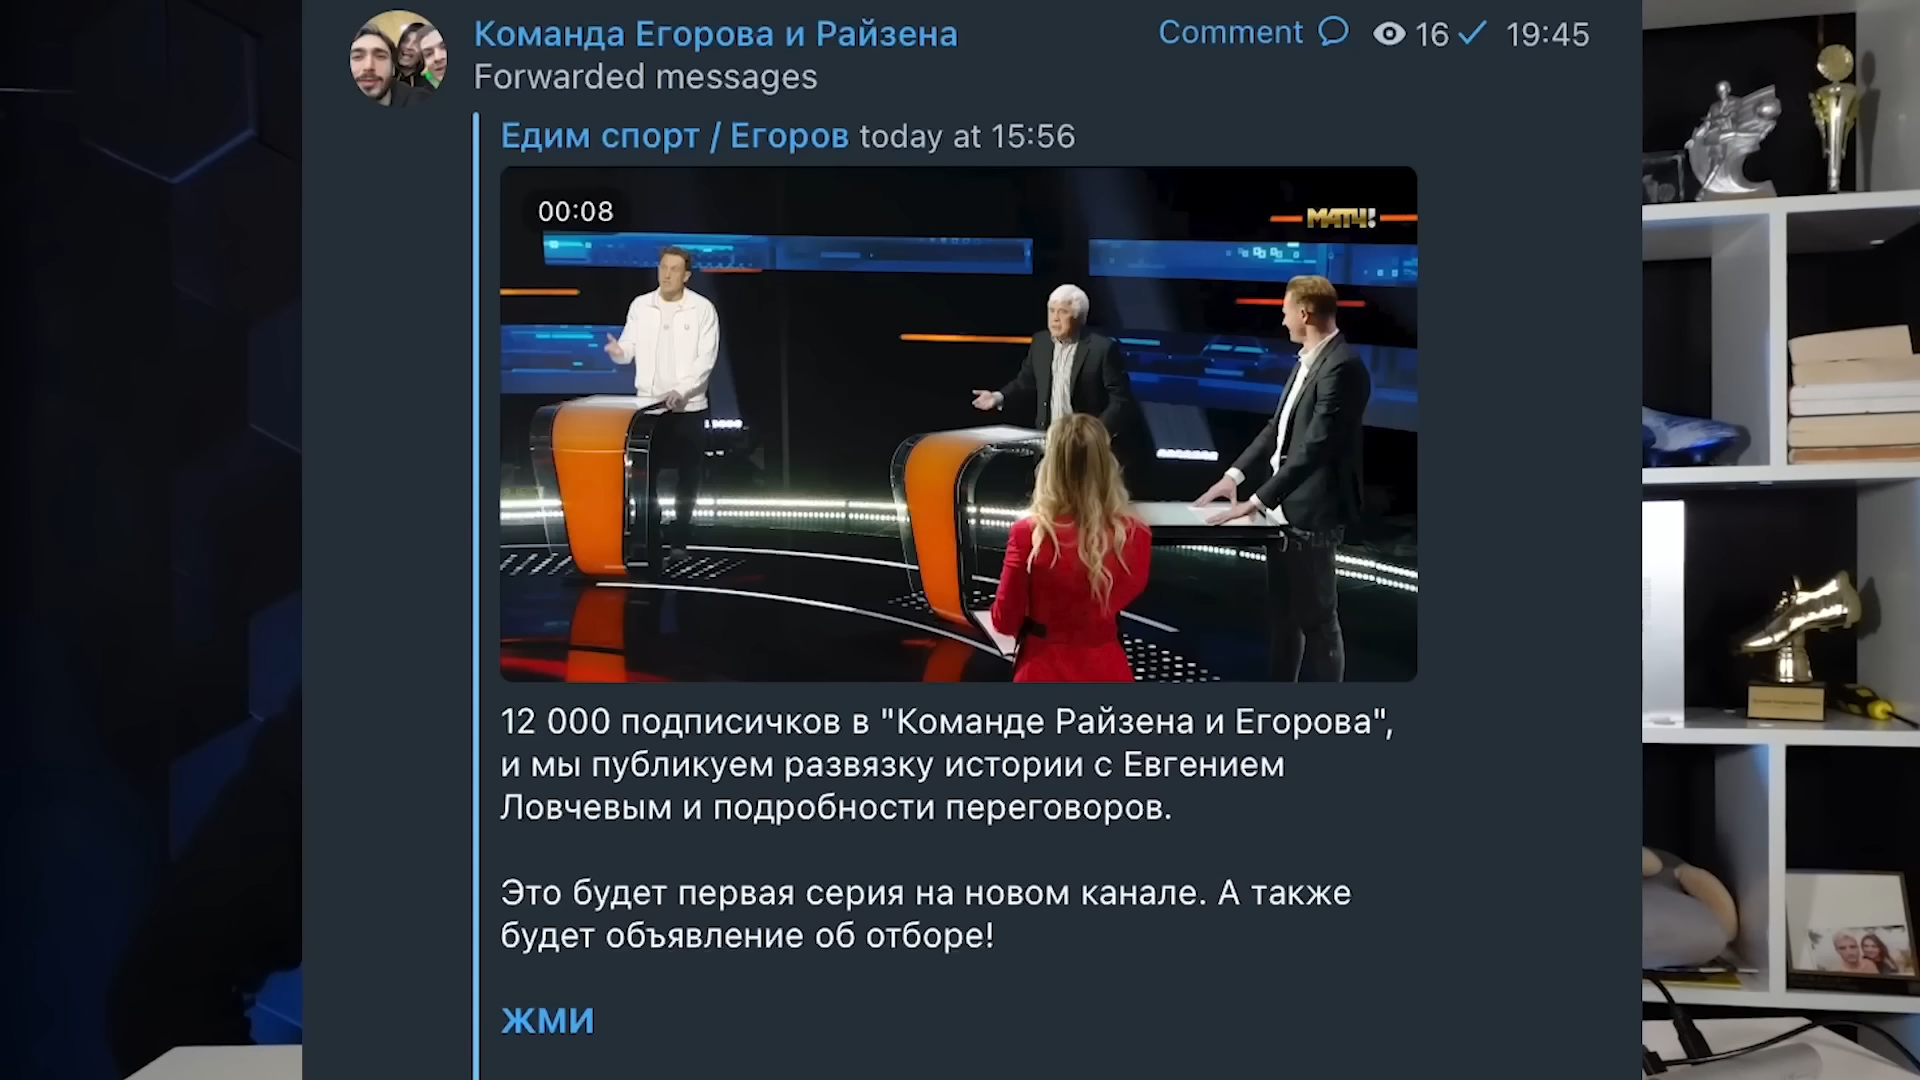 Команда Егорова и Райзена
Comment 16 19:45
Forwarded messages
Едим спорт / Егоров today at 15:56
00:08
МАТЧ!
12 000 подписичков в "Команде Райзена и Егорова",
и мы публикуем развязку истории с Евгением
Ловчевым и подробности переговоров.
Это будет первая серия на новом канале. А также
будет объявление об отборе!
ЖМИ